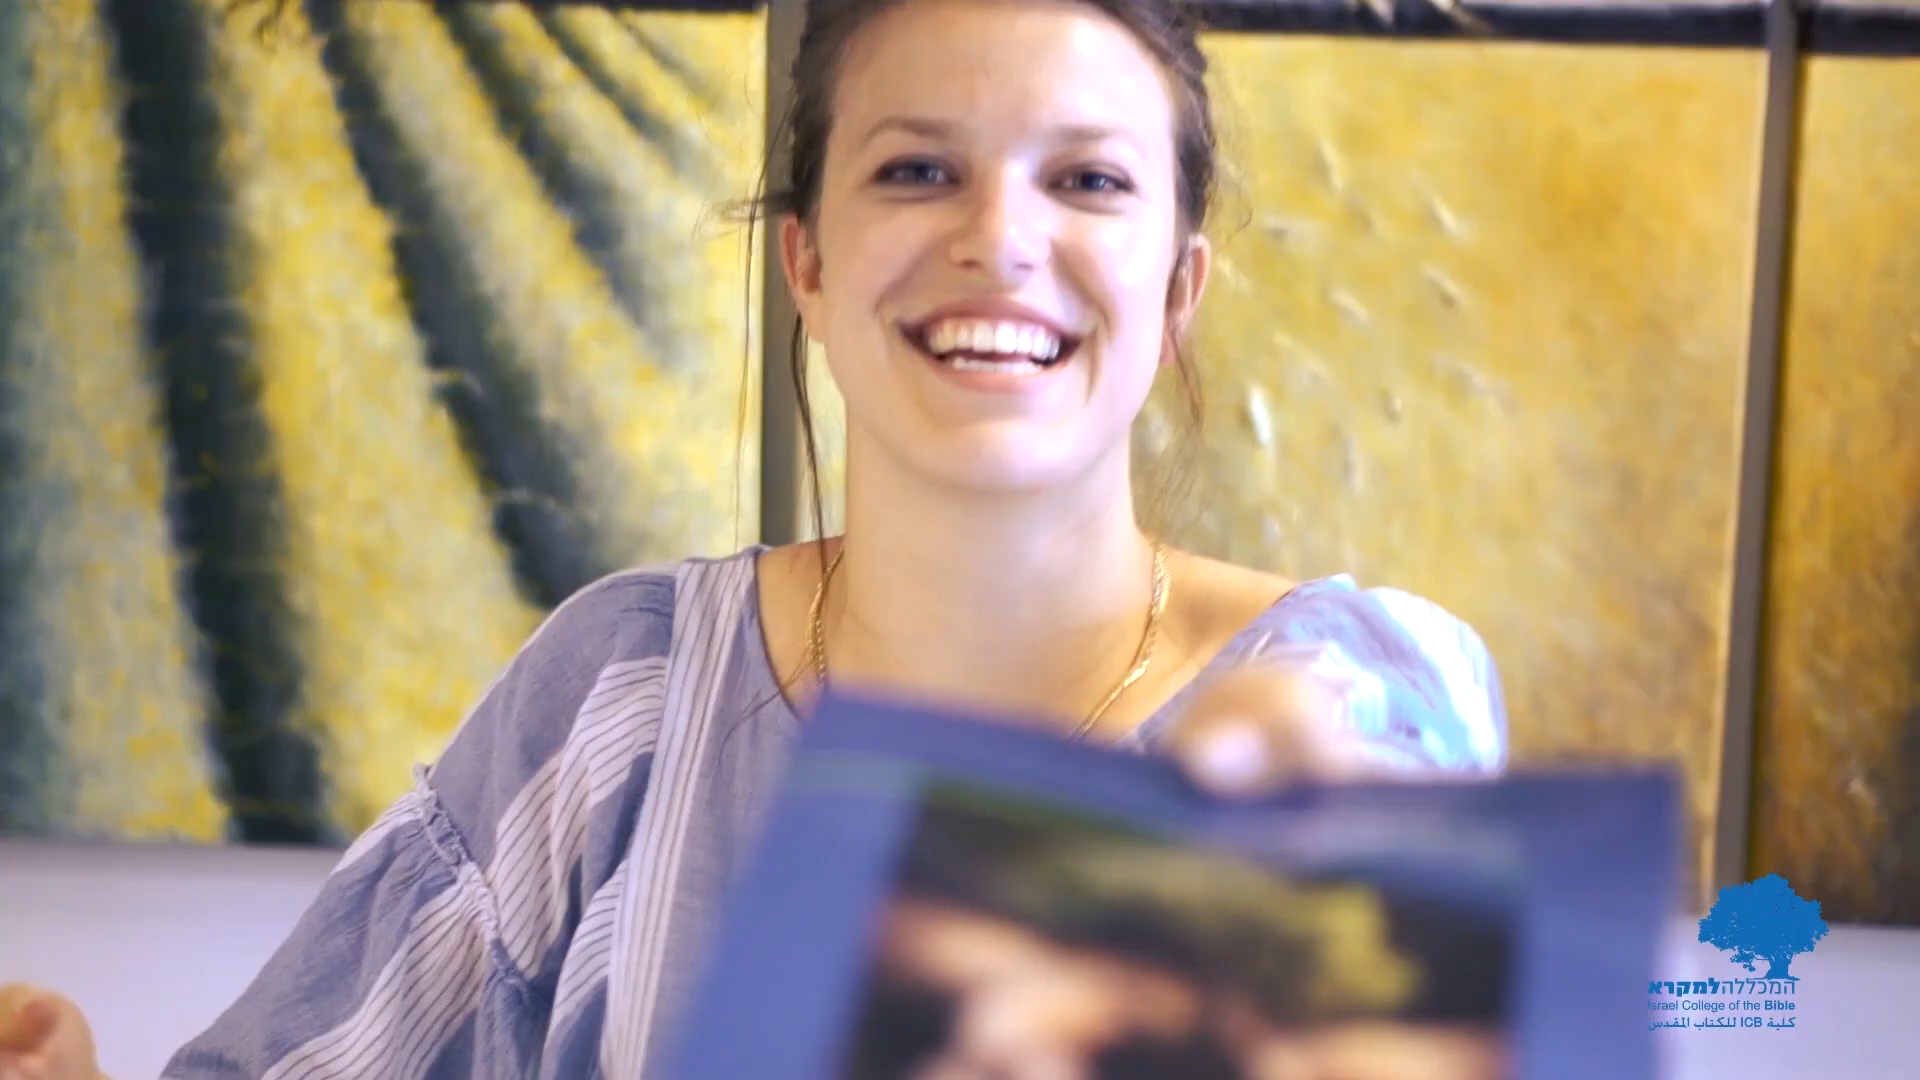 המכללהלמקרא
Israel College of the Bible
كلية ICB للكتاب المقدس